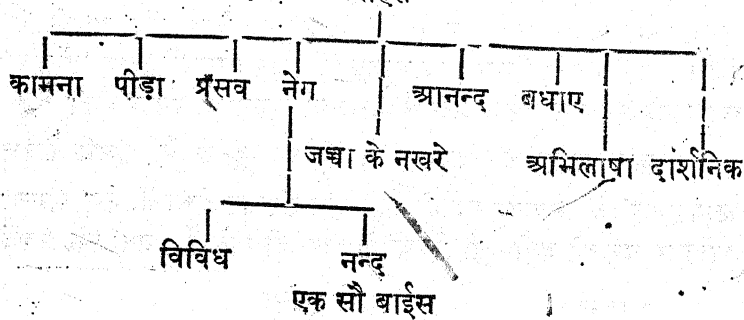 कामना पीड़ा प्रसव नेग आनन्द बधाए
जच्चा के नखरे अभिलाषा दार्शनिक
विविध नन्द
एक सौ बाईस